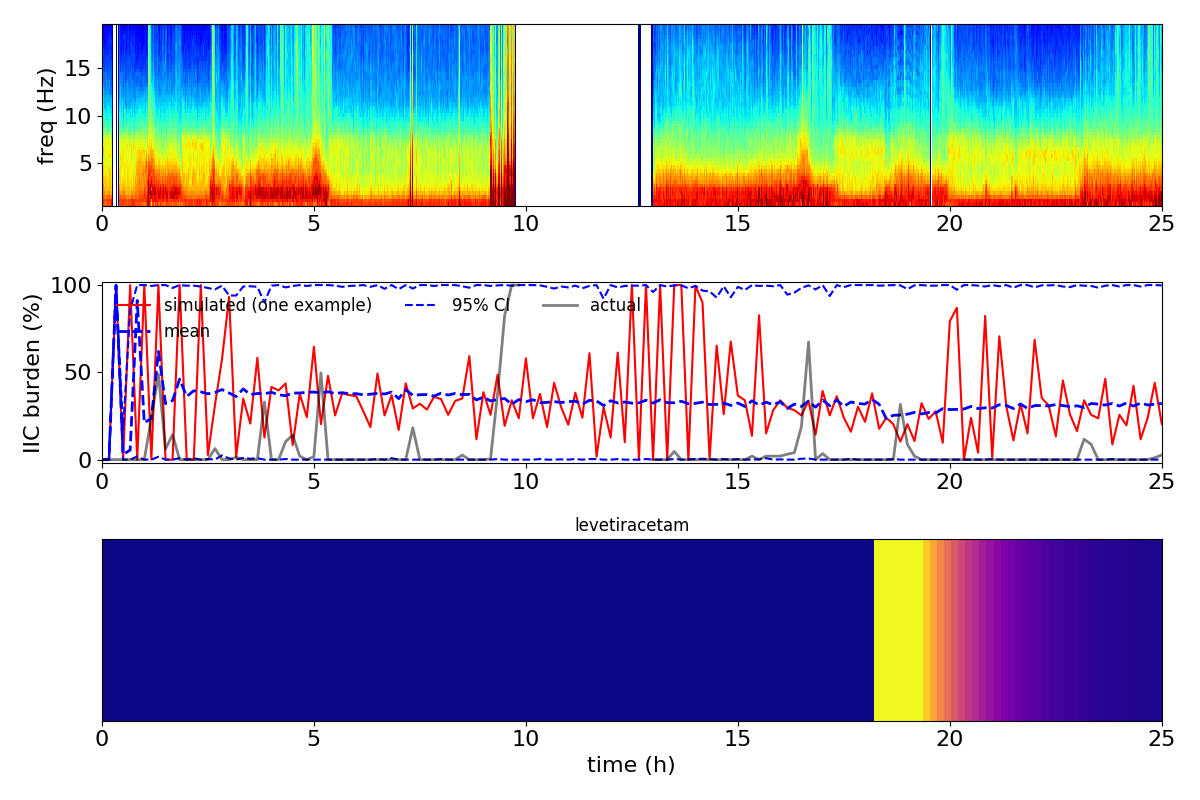 freq (Hz)
15
10
5
0 5 10 15 20 25
IIC burden (%)
100
50
0
simulated (one example) 95% CI actual
mean
0 5 10 15 20 25
levetiracetam
0 5 10 15 20 25
time (h)